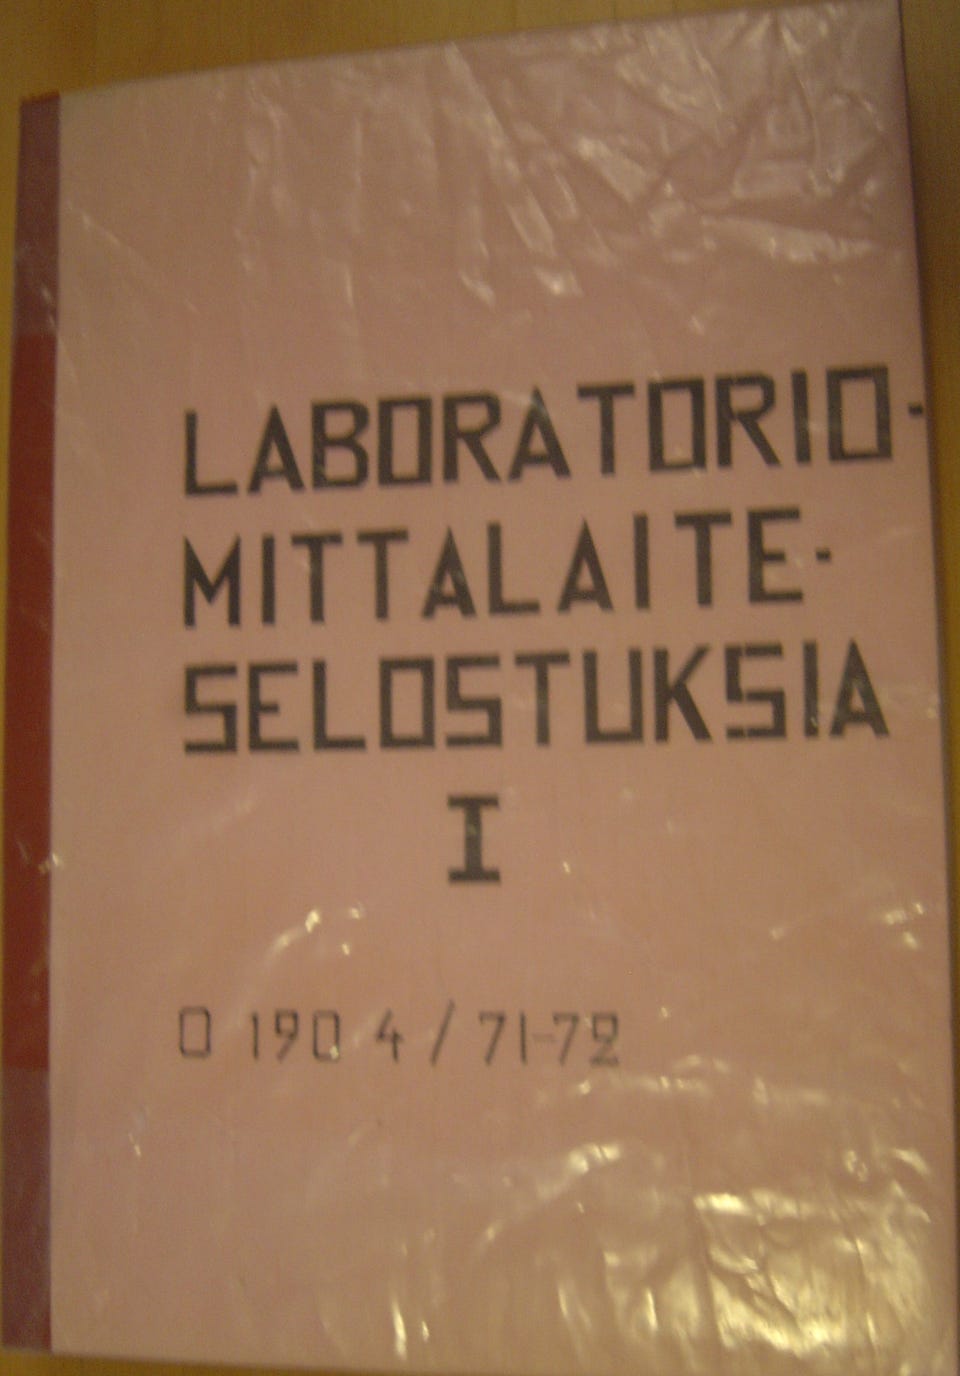 LABORATORIO-
MITTALAITE-
SELOSTUKSIA
I
O 190 4 / 71-72